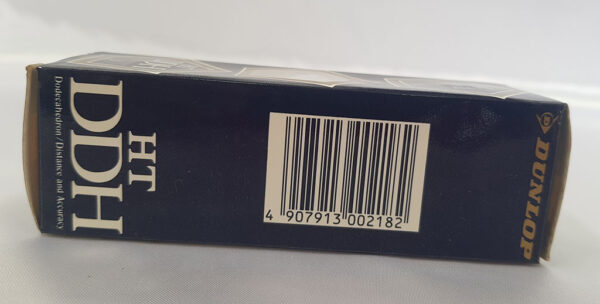 HT
DDH
Dodecahedron/Distance and Accuracy
4 907913 002182
DUNLOP